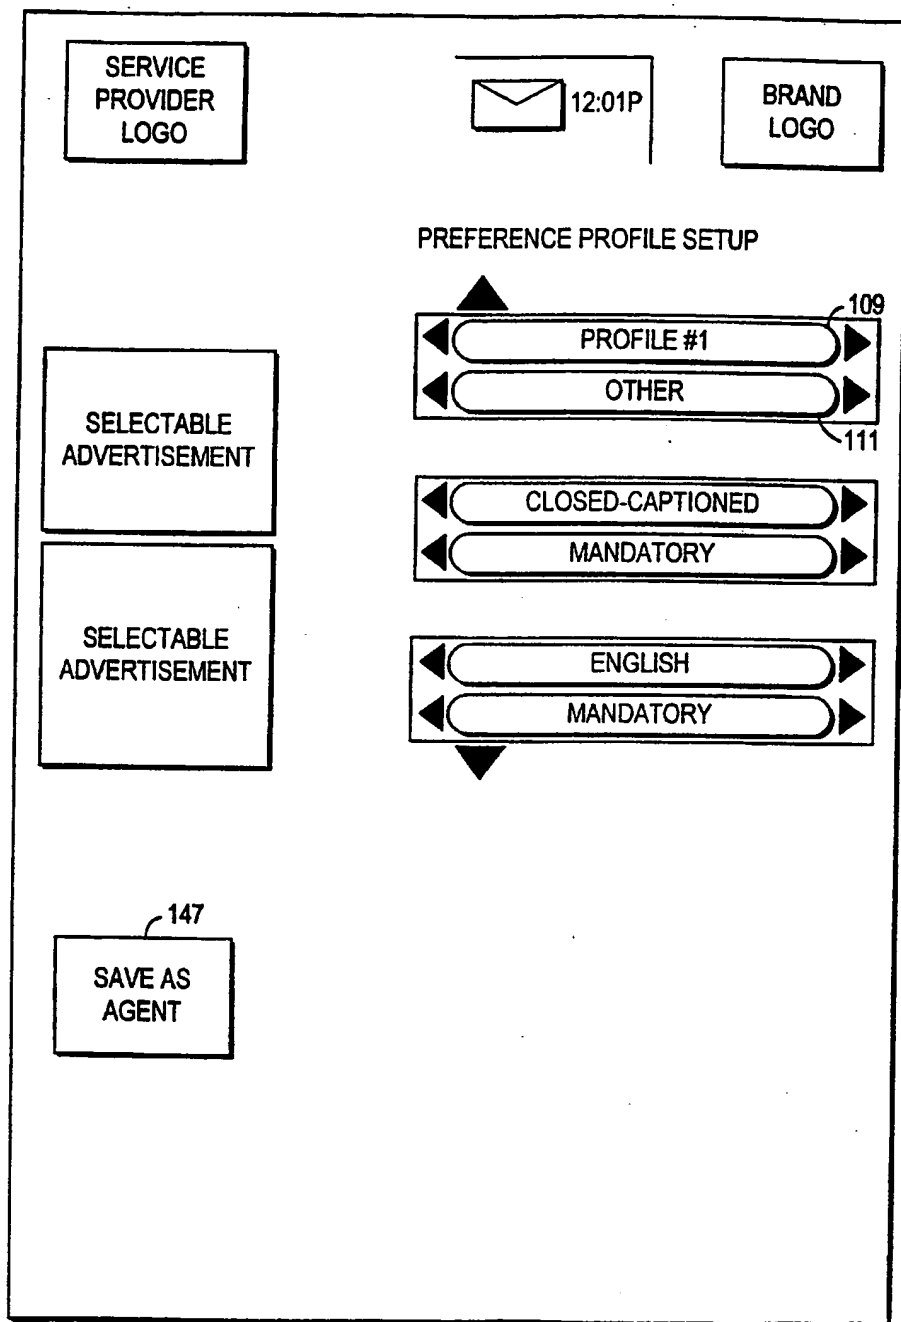 SERVICE
PROVIDER
LOGO
12:01P
BRAND
LOGO
PREFERENCE PROFILE SETUP
109
PROFILE #1
OTHER
111
SELECTABLE
ADVERTISEMENT
CLOSED-CAPTIONED
MANDATORY
SELECTABLE
ADVERTISEMENT
ENGLISH
MANDATORY
147
SAVE AS
AGENT